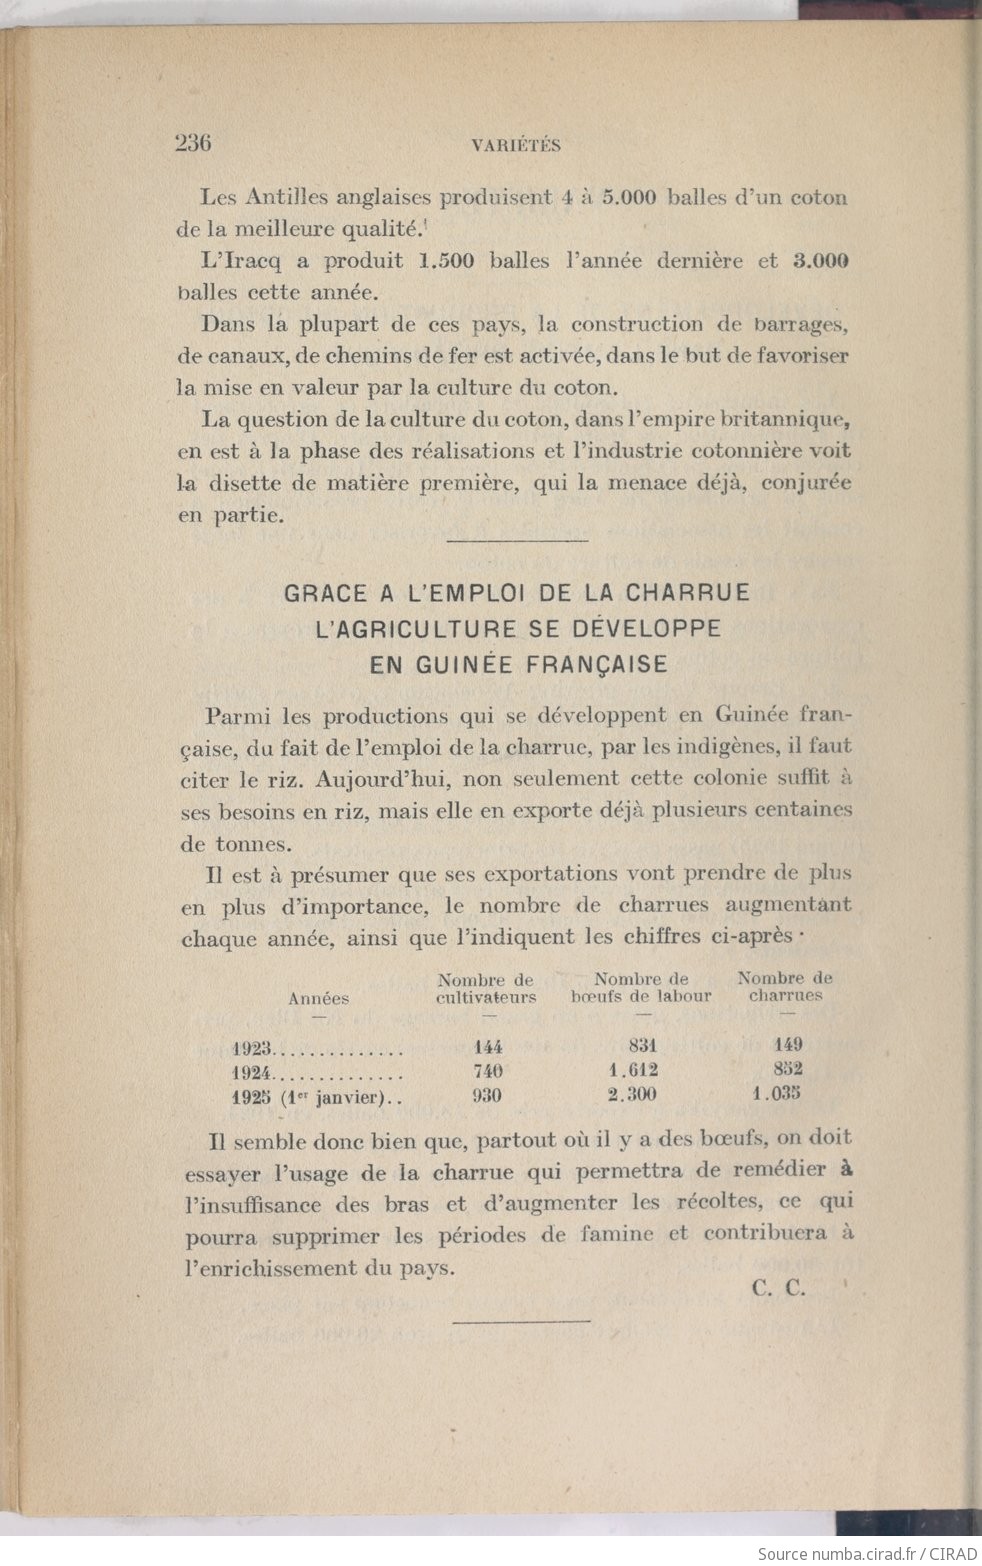 236
VARIÉTÉS
Les Antilles anglaises produisent 4 à 5.000 balles d'un coton
de la meilleure qualité.
L'Iracq a produit 1.500 balles l'année dernière et 3.000
balles cette année.
Dans la plupart de ces pays, la construction de barrages,
de canaux, de chemins de fer est activée, dans le but de favoriser
la mise en valeur par la culture du coton.
La question de la culture du coton, dans l'empire britannique,
en est à la phase des réalisations et l'industrie cotonnière voit
la disette de matière première, qui la menace déjà, conjurée
en partie.
GRACE A L'EMPLOI DE LA CHARRUE
L'AGRICULTURE SE DÉVELOPPE
EN GUINÉE FRANÇAISE
Parmi les productions qui se développent en Guinée fran-
çaise, du fait de l'emploi de la charrue, par les indigènes, il faut
citer le riz. Aujourd'hui, non seulement cette colonie suffit à
ses besoins en riz, mais elle en exporte déjà plusieurs centaines
de tonnes.
Il est à présumer que ses exportations vont prendre de plus
en plus d'importance, le nombre de charrues augmentant
chaque année, ainsi que l'indiquent les chiffres ci-après :
Années Nombre de cultivateurs Nombre de bœufs de labour Nombre de charrues
1923.............. 144 831 149
1924.............. 740 1.612 852
1925 (1er janvier).. 930 2.300 1.035
Il semble donc bien que, partout où il y a des bœufs, on doit
essayer l'usage de la charrue qui permettra de remédier à
l'insuffisance des bras et d'augmenter les récoltes, ce qui
pourra supprimer les périodes de famine et contribuera à
l'enrichissement du pays.
C. C.
Source numba.cirad.fr / CIRAD